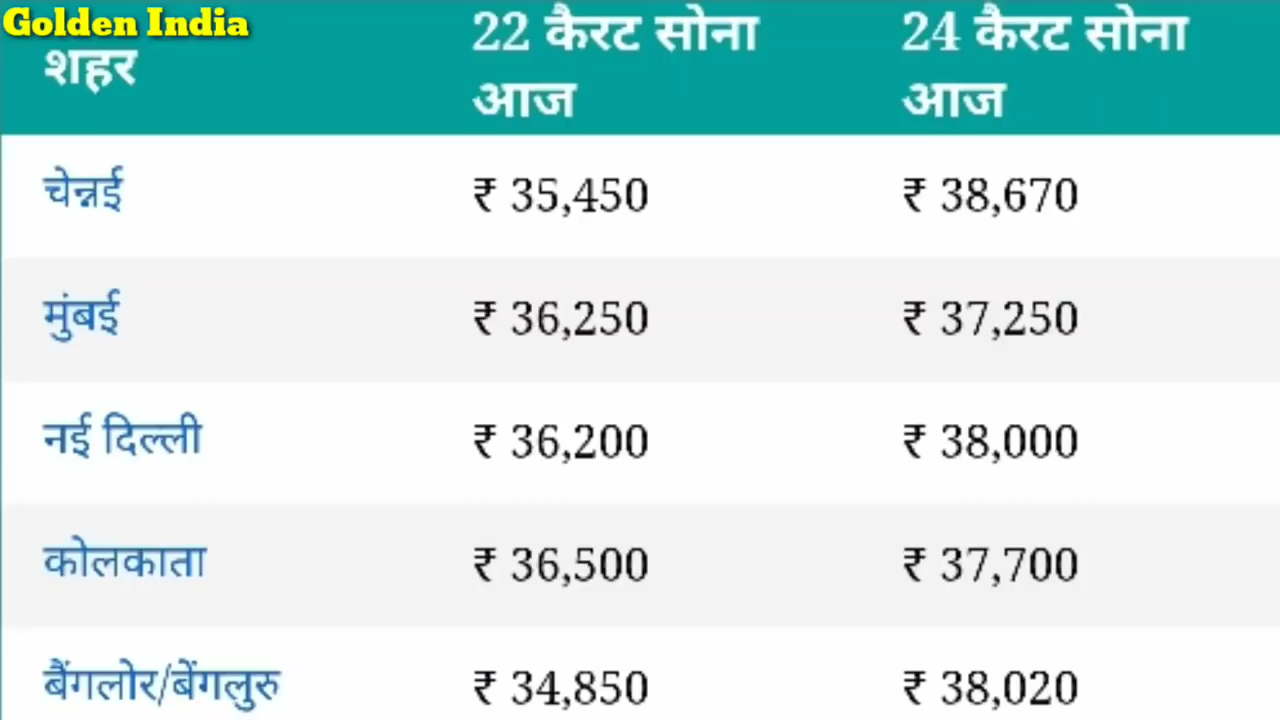 Golden India
शहर 22 कैरट सोना आज 24 कैरट सोना आज
चेन्नई ₹ 35,450 ₹ 38,670
मुंबई ₹ 36,250 ₹ 37,250
नई दिल्ली ₹ 36,200 ₹ 38,000
कोलकाता ₹ 36,500 ₹ 37,700
बैंगलोर/बेंगलुरु ₹ 34,850 ₹ 38,020